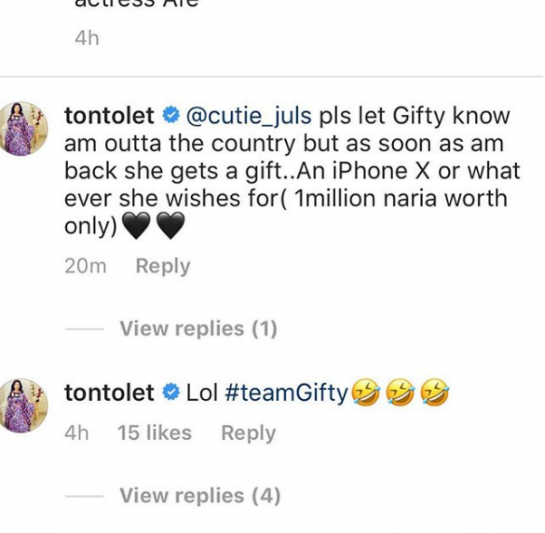 actress Are
4h
tontolet @cutie_juls pls let Gifty know
am outta the country but as soon as am
back she gets a gift..An iPhone X or what
ever she wishes for( 1million naria worth
only)🖤🖤
20m Reply
View replies (1)
tontolet Lol #teamGifty🤣🤣🤣
4h 15 likes Reply
View replies (4)